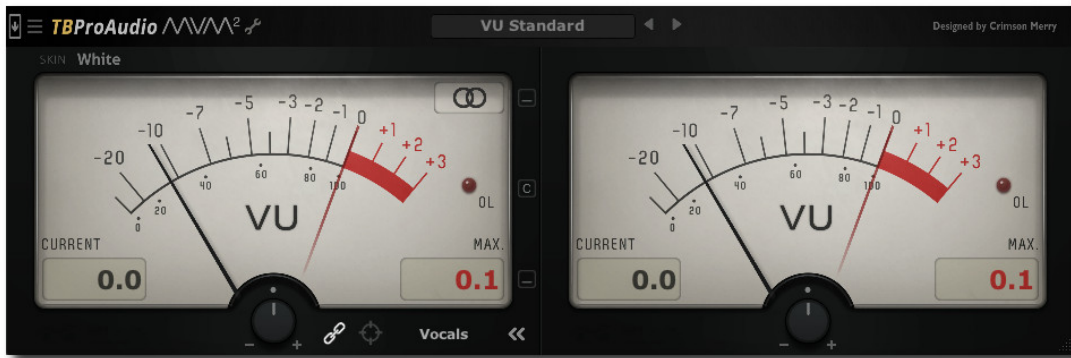 TBProAudio MVM² VU Standard Designed by Crimson Merry
SKIN White
-20 -10 -7 -5 -3 -2 -1 0 +1 +2 +3
0 20 40 60 80 100
VU
OL
CURRENT MAX.
0.0 0.1
C
- + Vocals
-20 -10 -7 -5 -3 -2 -1 0 +1 +2 +3
0 20 40 60 80 100
VU
OL
CURRENT MAX.
0.0 0.1
- +